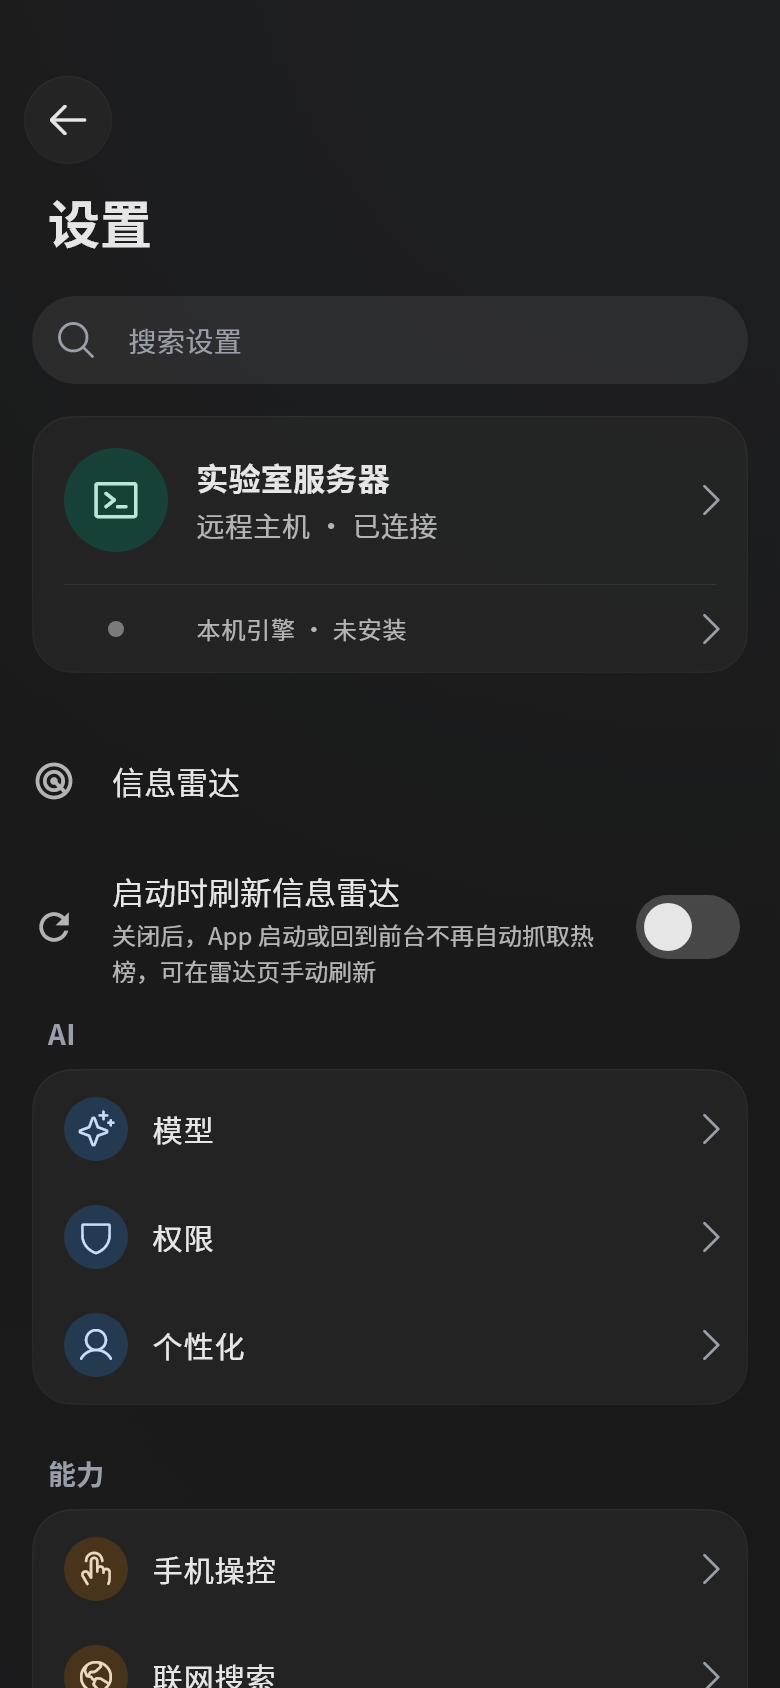 设置
搜索设置
实验室服务器
远程主机 · 已连接
本机引擎 · 未安装
信息雷达
启动时刷新信息雷达
关闭后，App 启动或回到前台不再自动抓取热
榜，可在雷达页手动刷新
AI
模型
权限
个性化
能力
手机操控
联网搜索